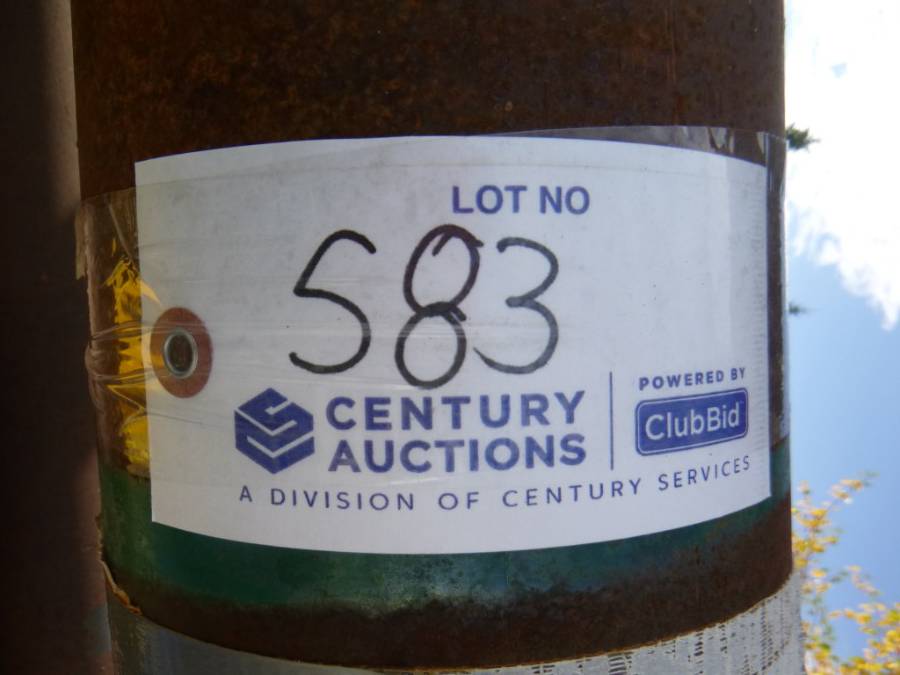 LOT NO
583
CENTURY
AUCTIONS
POWERED BY
ClubBid
A DIVISION OF CENTURY SERVICES